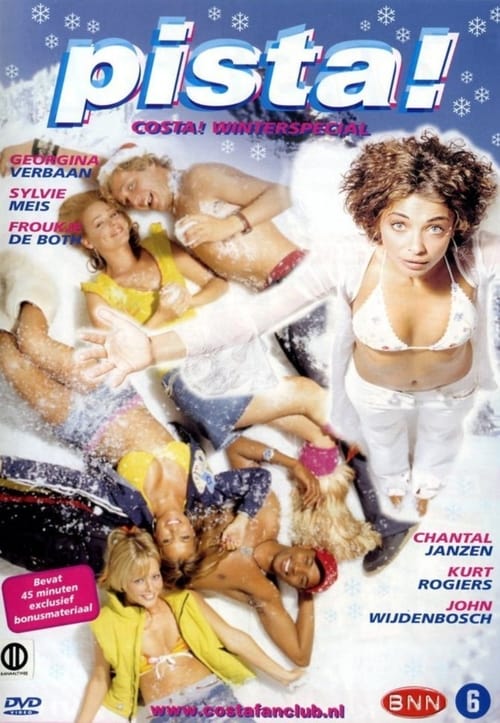 pista!
COSTA! WINTERSPECIAL
GEORGINA
VERBAAN
SYLVIE
MEIS
FROUKJE
DE BOTH
CHANTAL
JANZEN
KURT
ROGIERS
JOHN
WIJDENBOSCH
Bevat
45 minuten
exclusief
bonusmateriaal
DVD
VIDEO
www.costafanclub.nl
BNN
6